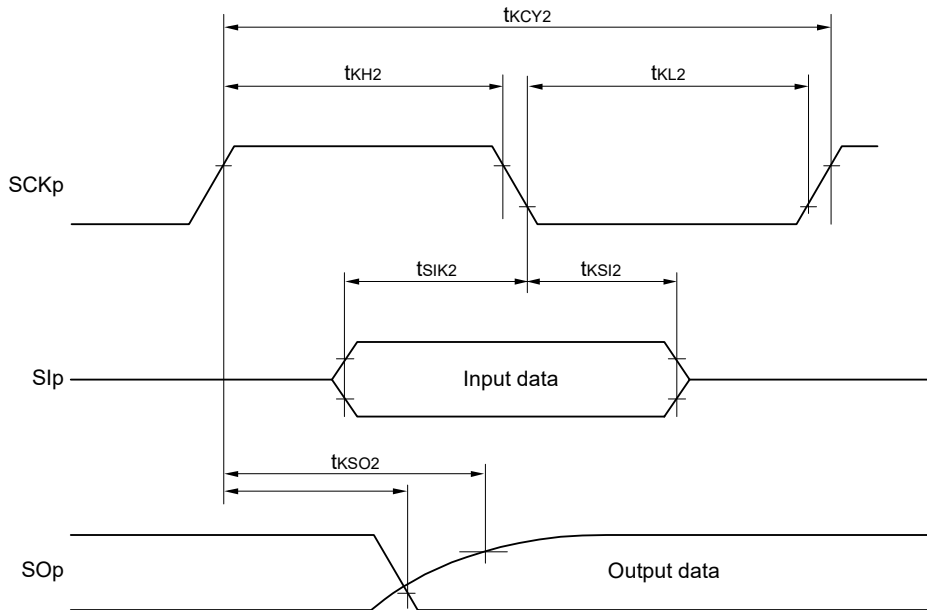 tKCY2
tKH2
tKL2
SCKp
tSIK2
tKSI2
SIp
Input data
tKSO2
SOp
Output data